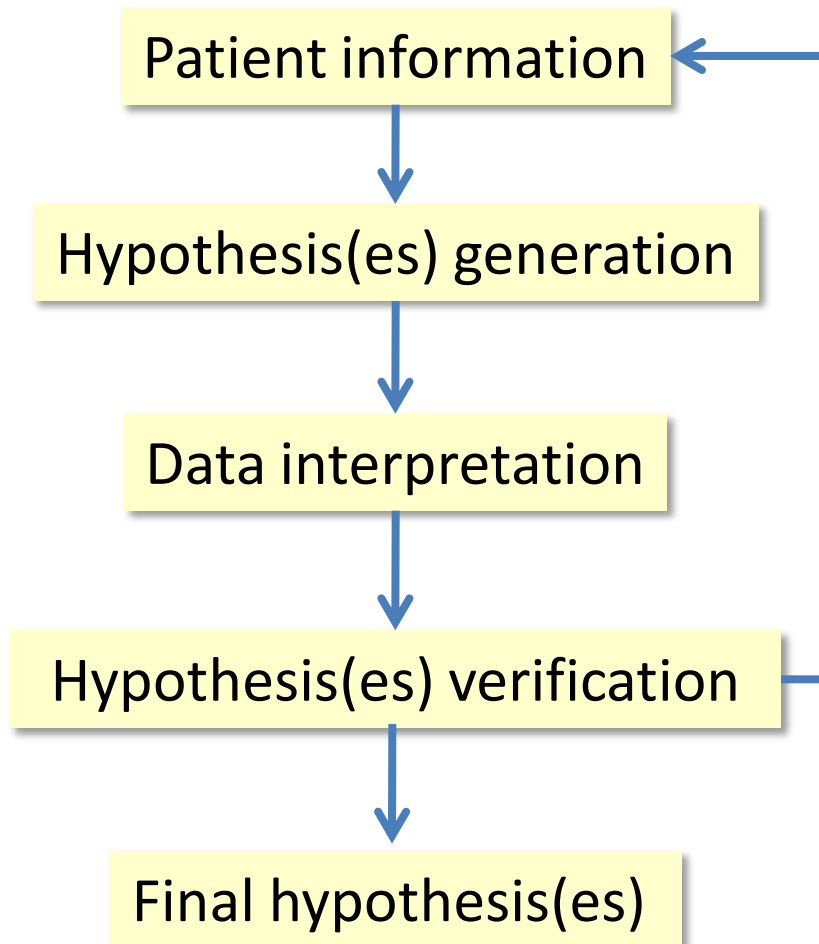 Patient information
Hypothesis(es) generation
Data interpretation
Hypothesis(es) verification
Final hypothesis(es)